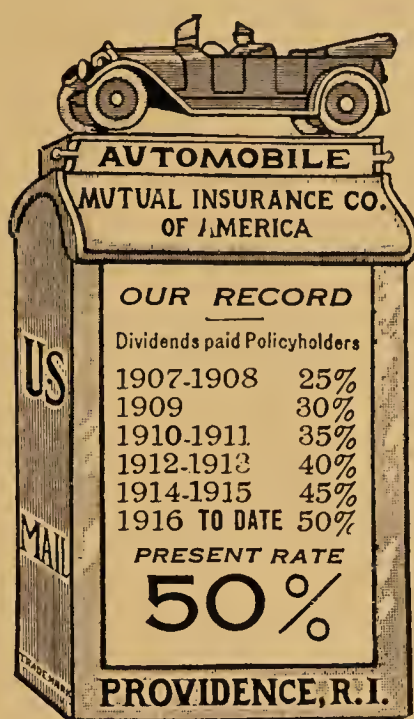 AUTOMOBILE
MUTUAL INSURANCE CO.
OF AMERICA
OUR RECORD
Dividends paid Policyholders
1907-1908 25%
1909 30%
1910-1911 35%
1912-1913 40%
1914-1915 45%
1916 TO DATE 50%
PRESENT RATE
50%
US
MAIL
TRADEMARK
PROVIDENCE, R.I.